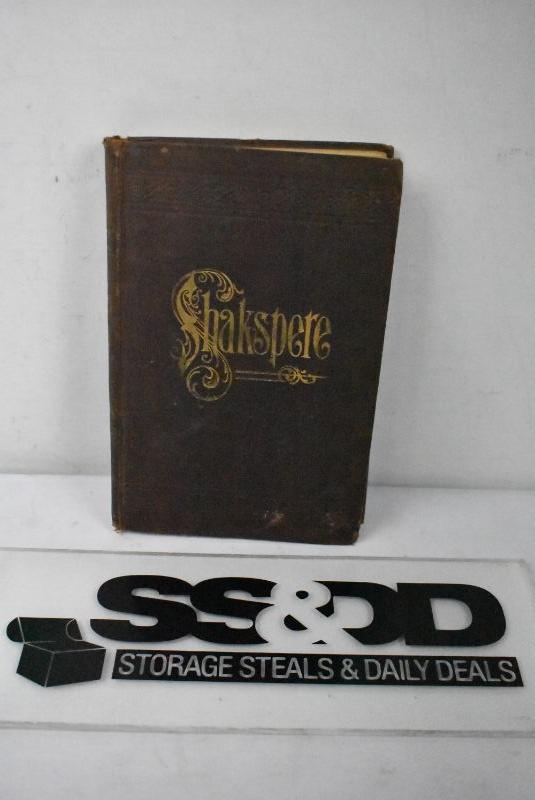 Shakspere
SS&DD
STORAGE STEALS & DAILY DEALS